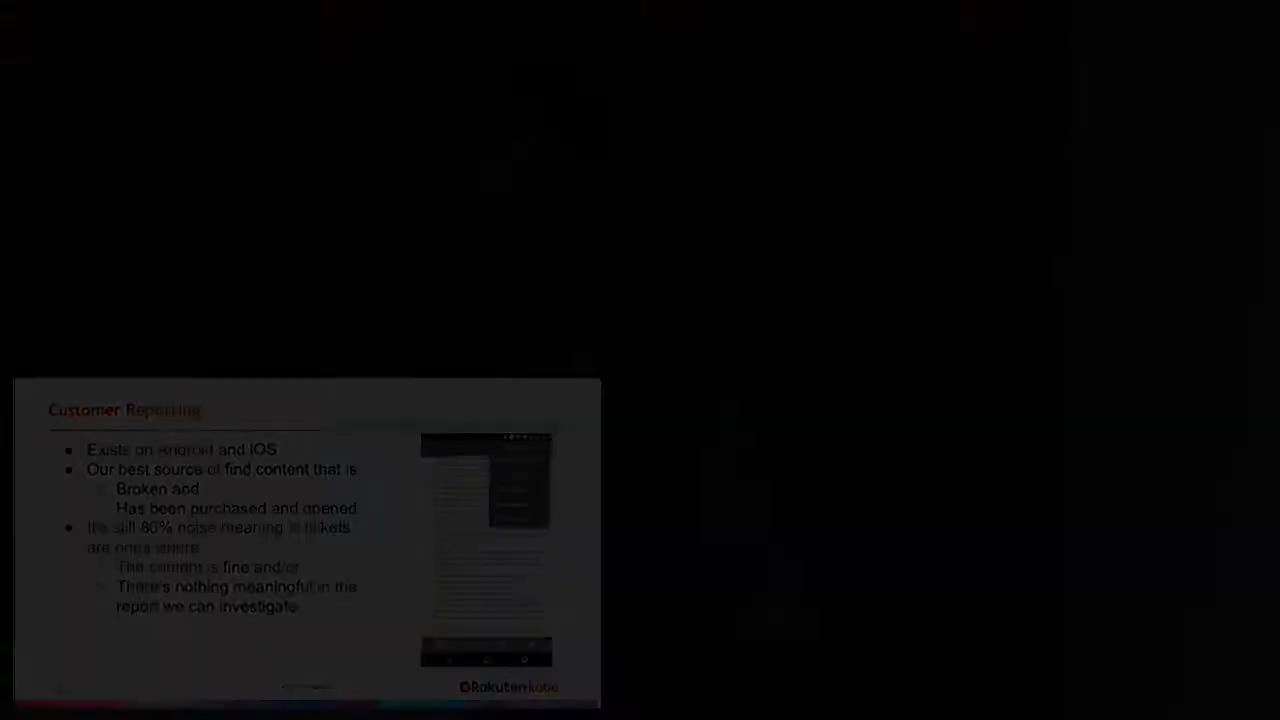 Customer Reporting
Exists on Android and IOS
Our best source of find content that is
Broken and
Has been purchased and opened
It's still 80% noise meaning tickets
are ones where
The content is fine and/or
There's nothing meaningful in the
report we can investigate
Rakuten kobo